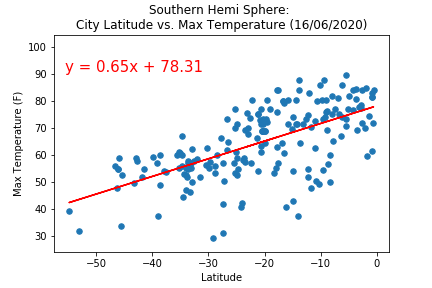 Southern Hemi Sphere:
City Latitude vs. Max Temperature (16/06/2020)
100
90
80
70
60
50
40
30
y = 0.65x + 78.31
Max Temperature (F)
−50
−40
−30
−20
−10
0
Latitude